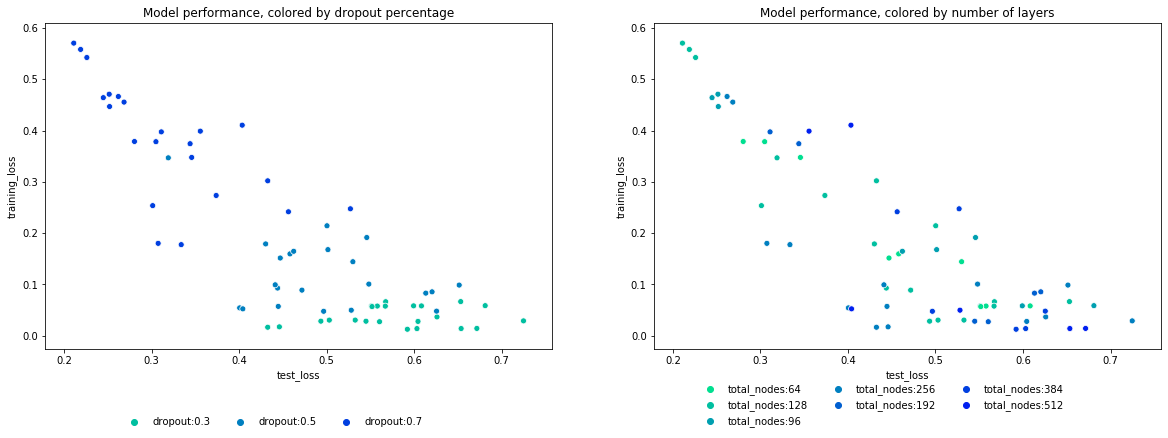 Model performance, colored by dropout percentage
training_loss
0.6
0.5
0.4
0.3
0.2
0.1
0.0
0.2 0.3 0.4 0.5 0.6 0.7
test_loss
dropout:0.3 dropout:0.5 dropout:0.7
Model performance, colored by number of layers
training_loss
0.6
0.5
0.4
0.3
0.2
0.1
0.0
0.2 0.3 0.4 0.5 0.6 0.7
test_loss
total_nodes:64 total_nodes:256 total_nodes:384
total_nodes:128 total_nodes:192 total_nodes:512
total_nodes:96